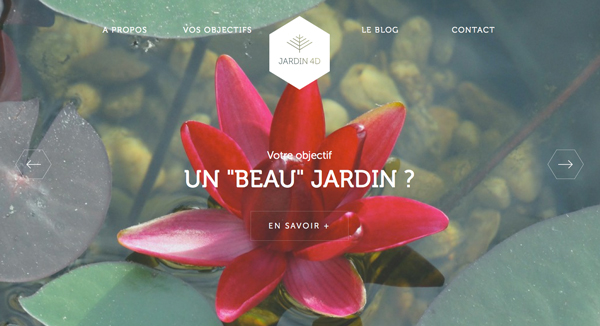 A PROPOS
VOS OBJECTIFS
JARDIN 4D
LE BLOG
CONTACT
Votre objectif
UN "BEAU" JARDIN ?
EN SAVOIR +